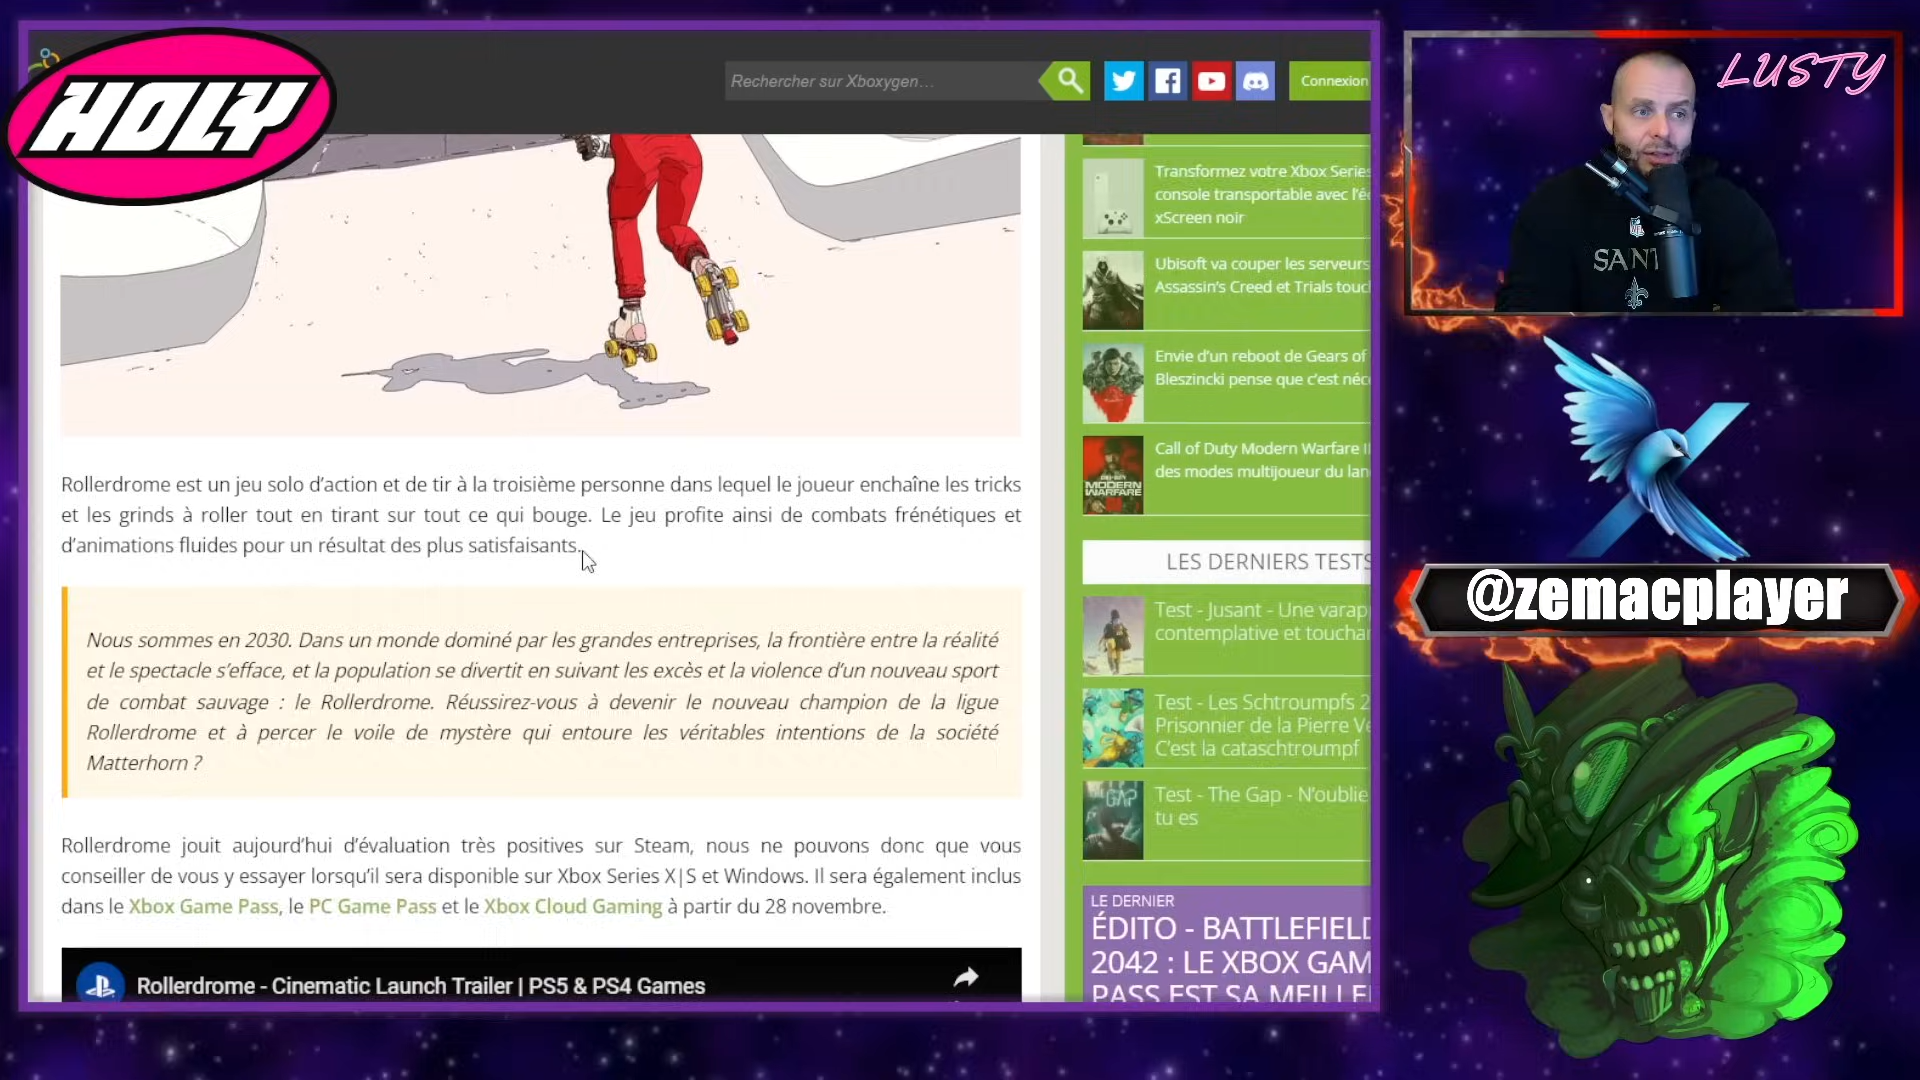 HOLY
Rechercher sur Xboxygen…
Connexion
LUSTY
SANT
Transformez votre Xbox Series
console transportable avec l'é
xScreen noir
Ubisoft va couper les serveurs
Assassin's Creed et Trials touc
Envie d'un reboot de Gears of
Bleszincki pense que c'est néc
Call of Duty Modern Warfare I
des modes multijoueur du lan
MODERN
WARFARE
Rollerdrome est un jeu solo d'action et de tir à la troisième personne dans lequel le joueur enchaîne les tricks
et les grinds à roller tout en tirant sur tout ce qui bouge. Le jeu profite ainsi de combats frénétiques et
d'animations fluides pour un résultat des plus satisfaisants.
Nous sommes en 2030. Dans un monde dominé par les grandes entreprises, la frontière entre la réalité
et le spectacle s'efface, et la population se divertit en suivant les excès et la violence d'un nouveau sport
de combat sauvage : le Rollerdrome. Réussirez-vous à devenir le nouveau champion de la ligue
Rollerdrome et à percer le voile de mystère qui entoure les véritables intentions de la société
Matterhorn ?
Rollerdrome jouit aujourd'hui d'évaluation très positives sur Steam, nous ne pouvons donc que vous
conseiller de vous y essayer lorsqu'il sera disponible sur Xbox Series X|S et Windows. Il sera également inclus
dans le Xbox Game Pass, le PC Game Pass et le Xbox Cloud Gaming à partir du 28 novembre.
Rollerdrome - Cinematic Launch Trailer | PS5 & PS4 Games
LES DERNIERS TESTS
Test - Jusant - Une varap
contemplative et touchan
Test - Les Schtroumpfs 2
Prisonnier de la Pierre Ve
C'est la cataschtroumpf
GAP
Test - The Gap - N'oublie
tu es
LE DERNIER
ÉDITO - BATTLEFIELD
2042 : LE XBOX GAM
PASS EST SA MEILLE
@zemacplayer